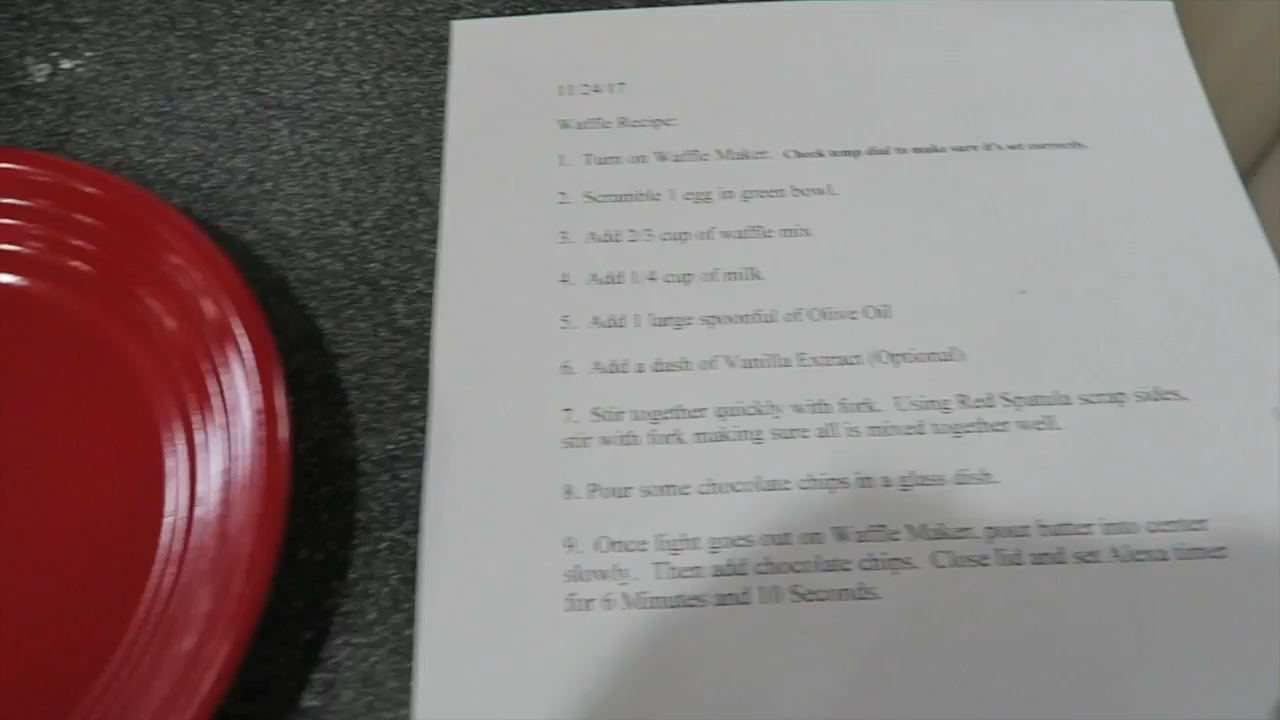 11/24/17
Waffle Recipe:
1. Turn on Waffle Maker. Check temp dial to make sure it's set correctly.
2. Scramble 1 egg in green bowl.
3. Add 2/3 cup of waffle mix
4. Add 1/4 cup of milk
5. Add 1 large spoonful of Olive Oil
6. Add a dash of Vanilla Extract (Optional)
7. Stir together quickly with fork. Using Red Spatula scrap sides,
stir with fork making sure all is mixed together well.
8. Pour some chocolate chips in a glass dish.
9. Once light goes out on Waffle Maker, pour batter into center
slowly. Then add chocolate chips. Close lid and set Alexa timer
for 6 Minutes and 10 Seconds.